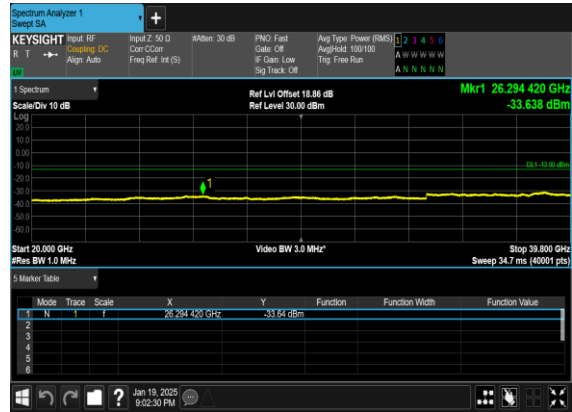 Spectrum Analyzer 1
Swept SA
+
KEYSIGHT Input: RF Input Z: 50 Ω #Atten: 30 dB PNO: Fast Avg Type: Power (RMS) 1 2 3 4 5 6
R T Coupling: DC Corr CCorr Gate: Off Avg|Hold: 100/100 A W W W W W
Align: Auto Freq Ref: Int (S) IF Gain: Low Trig: Free Run
Sig Track: Off A N N N N N
1 Spectrum Ref Lvl Offset 18.86 dB Mkr1 26.294 420 GHz
Scale/Div 10 dB Ref Level 30.00 dBm -33.638 dBm
Log
20.0
10.0
0.00
-10.0 DL1 -13.00 dBm
-20.0
-30.0 1
-40.0
-50.0
-60.0
Start 20.000 GHz Video BW 3.0 MHz* Stop 39.800 GHz
#Res BW 1.0 MHz Sweep 34.7 ms (40001 pts)
5 Marker Table
Mode Trace Scale X Y Function Function Width Function Value
1 N 1 f 26.294 420 GHz -33.64 dBm
2
3
4
5
6
? Jan 19, 2025
9:02:30 PM